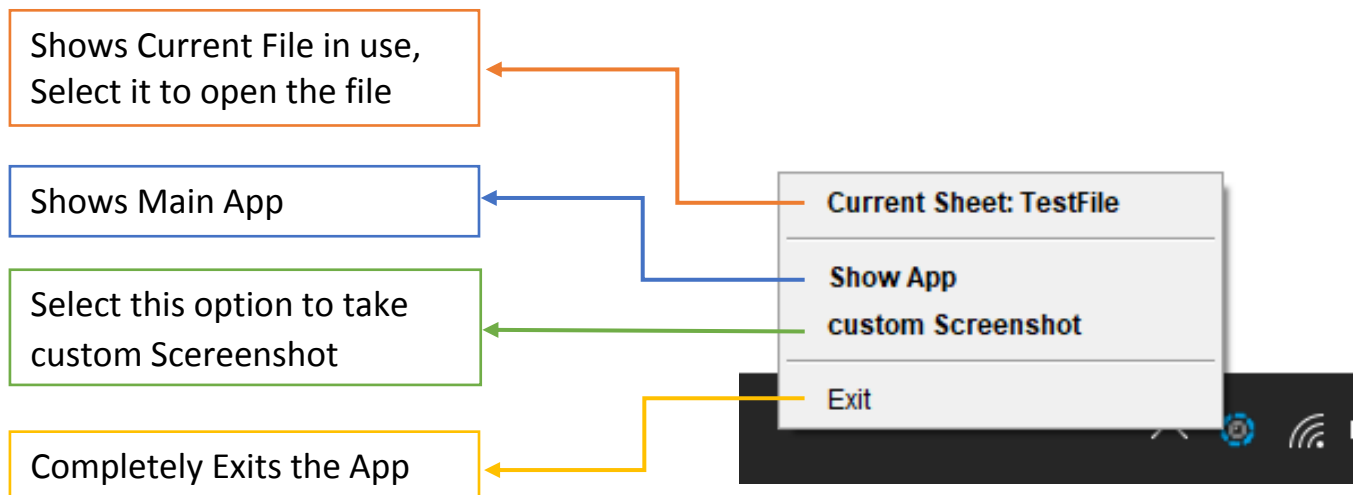 Shows Current File in use,
Select it to open the file
Shows Main App
Select this option to take
custom Scereenshot
Completely Exits the App
Current Sheet: TestFile
Show App
custom Screenshot
Exit